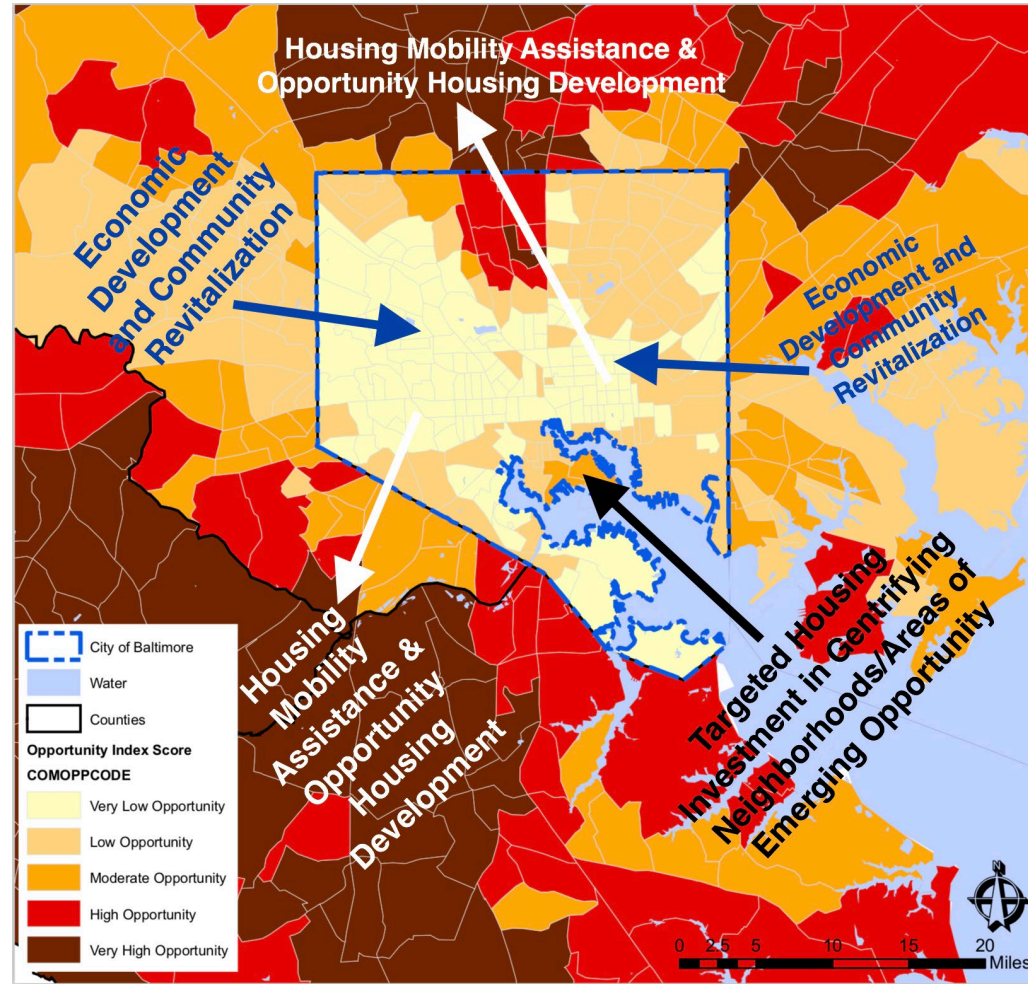 Housing Mobility Assistance &
Opportunity Housing Development
Economic
Development
and Community
Revitalization
Economic
Development and
Community
Revitalization
Housing
Mobility
Assistance &
Opportunity
Housing
Development
Targeted Housing
Investment in Gentrifying
Neighborhoods/Areas of
Emerging Opportunity
City of Baltimore
Water
Counties
Opportunity Index Score
COMOPPCODE
Very Low Opportunity
Low Opportunity
Moderate Opportunity
High Opportunity
Very High Opportunity
N
0 2.5 5 10 15 20
Miles